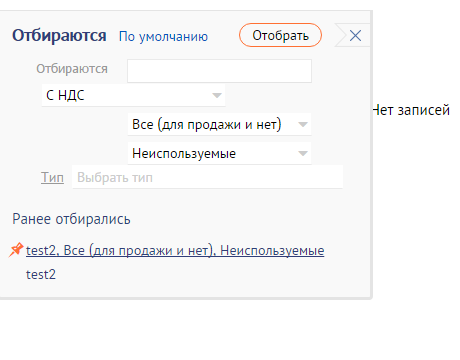 Отбираются По умолчанию Отобрать
Отбираются
С НДС
Нет записей
Все (для продажи и нет)
Неиспользуемые
Тип Выбрать тип
Ранее отбирались
test2, Все (для продажи и нет), Неиспользуемые
test2